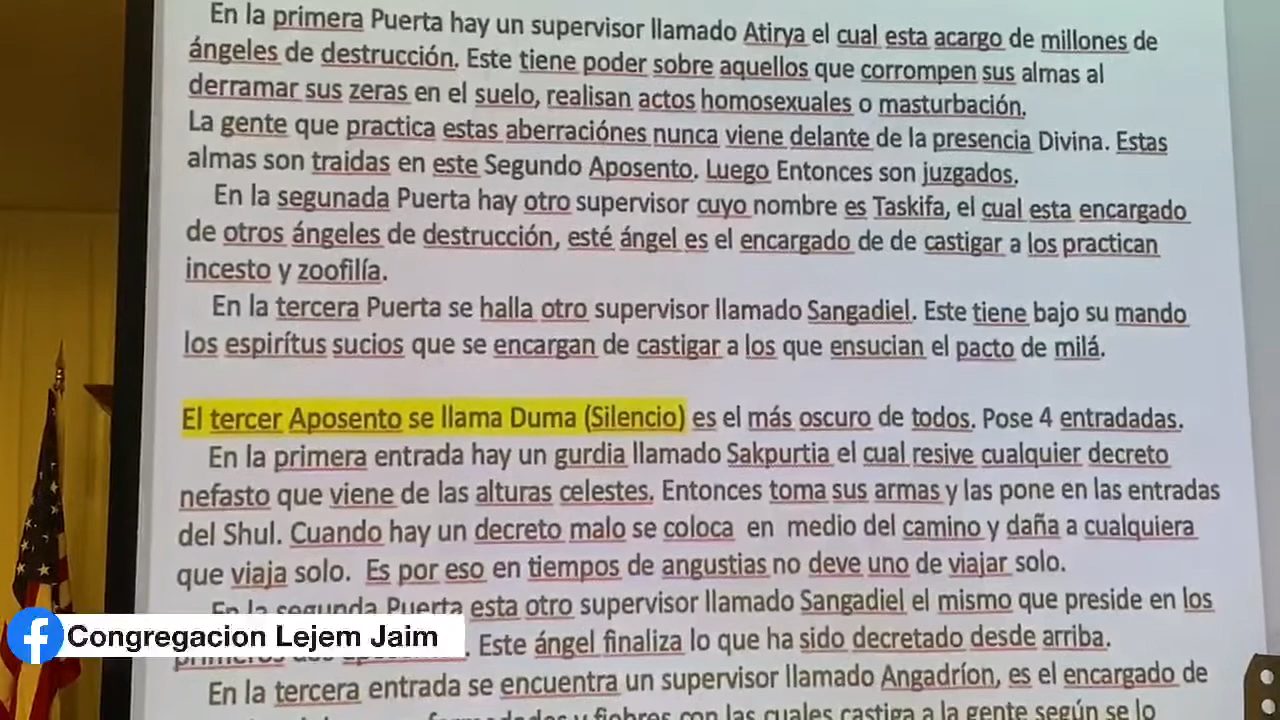 En la primera Puerta hay un supervisor llamado Atirya el cual esta acargo de millones de
ángeles de destrucción. Este tiene poder sobre aquellos que corrompen sus almas al
derramar sus zeras en el suelo, realisan actos homosexuales o masturbación.
La gente que practica estas aberraciónes nunca viene delante de la presencia Divina. Estas
almas son traidas en este Segundo Aposento. Luego Entonces son juzgados.
En la segunada Puerta hay otro supervisor cuyo nombre es Taskifa, el cual esta encargado
de otros ángeles de destrucción, esté ángel es el encargado de de castigar a los practican
incesto y zoofilía.
En la tercera Puerta se halla otro supervisor llamado Sangadiel. Este tiene bajo su mando
los espirítus sucios que se encargan de castigar a los que ensucian el pacto de milá.
El tercer Aposento se llama Duma (Silencio) es el más oscuro de todos. Pose 4 entradadas.
En la primera entrada hay un gurdia llamado Sakpurtia el cual resive cualquier decreto
nefasto que viene de las alturas celestes. Entonces toma sus armas y las pone en las entradas
del Shul. Cuando hay un decreto malo se coloca en medio del camino y daña a cualquiera
que viaja solo. Es por eso en tiempos de angustias no deve uno de viajar solo.
En la segunda Puerta esta otro supervisor llamado Sangadiel el mismo que preside en los
Este ángel finaliza lo que ha sido decretado desde arriba.
Congregacion Lejem Jaim
En la tercera entrada se encuentra un supervisor llamado Angadríon, es el encargado de
y fiebres con las cuales castiga a la gente según se lo